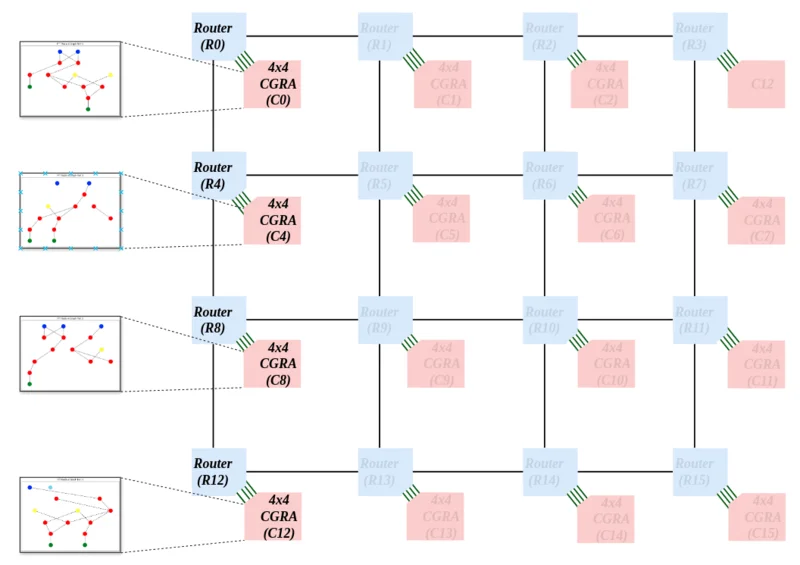 Router
(R0)
Router
(R1)
Router
(R2)
Router
(R3)
4x4
CGRA
(C0)
4x4
CGRA
(C1)
4x4
CGRA
(C2)
C12
Router
(R4)
Router
(R5)
Router
(R6)
Router
(R7)
4x4
CGRA
(C4)
4x4
CGRA
(C5)
4x4
CGRA
(C6)
4x4
CGRA
(C7)
Router
(R8)
Router
(R9)
Router
(R10)
Router
(R11)
4x4
CGRA
(C8)
4x4
CGRA
(C9)
4x4
CGRA
(C10)
4x4
CGRA
(C11)
Router
(R12)
Router
(R13)
Router
(R14)
Router
(R15)
4x4
CGRA
(C12)
4x4
CGRA
(C13)
4x4
CGRA
(C14)
4x4
CGRA
(C15)